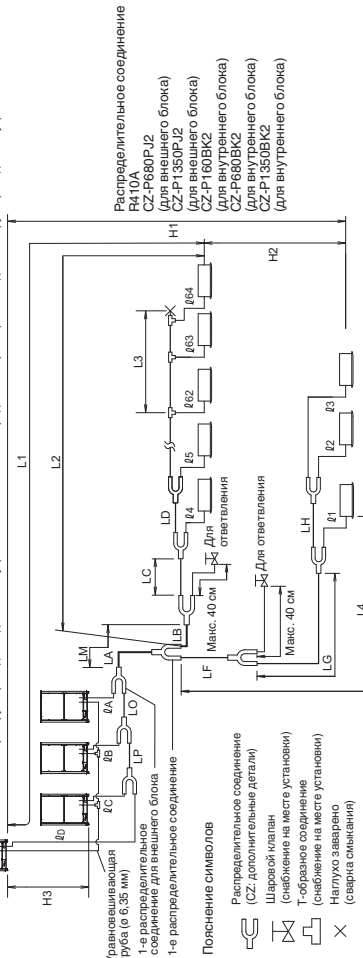 L1
L2
L3
H1
H2
H3
ℓD
ℓC
ℓB
ℓA
LP
LO
LM
LA
LB
LC
LD
LF
LG
LH
L4
ℓ4
ℓ5
ℓ62
ℓ63
ℓ64
ℓ1
ℓ2
ℓ3
Для
ответвления
Макс. 40 см
Для ответвления
Макс. 40 см
(ø 6,35 мм)
1-е распределительное
соединение для внешнего блока
1-е распределительное соединение
Распределительное соединение
R410A
CZ-P680PJ2
(для внешнего блока)
CZ-P1350PJ2
(для внешнего блока)
CZ-P160BK2
(для внутреннего блока)
CZ-P680BK2
(для внутреннего блока)
CZ-P1350BK2
(для внутреннего блока)
Пояснение символов
Распределительное соединение
(CZ: дополнительные детали)
Шаровой клапан
(снабжение на месте установки)
Т-образное соединение
(снабжение на месте установки)
Наглухо заварено
(сварка смыкания)